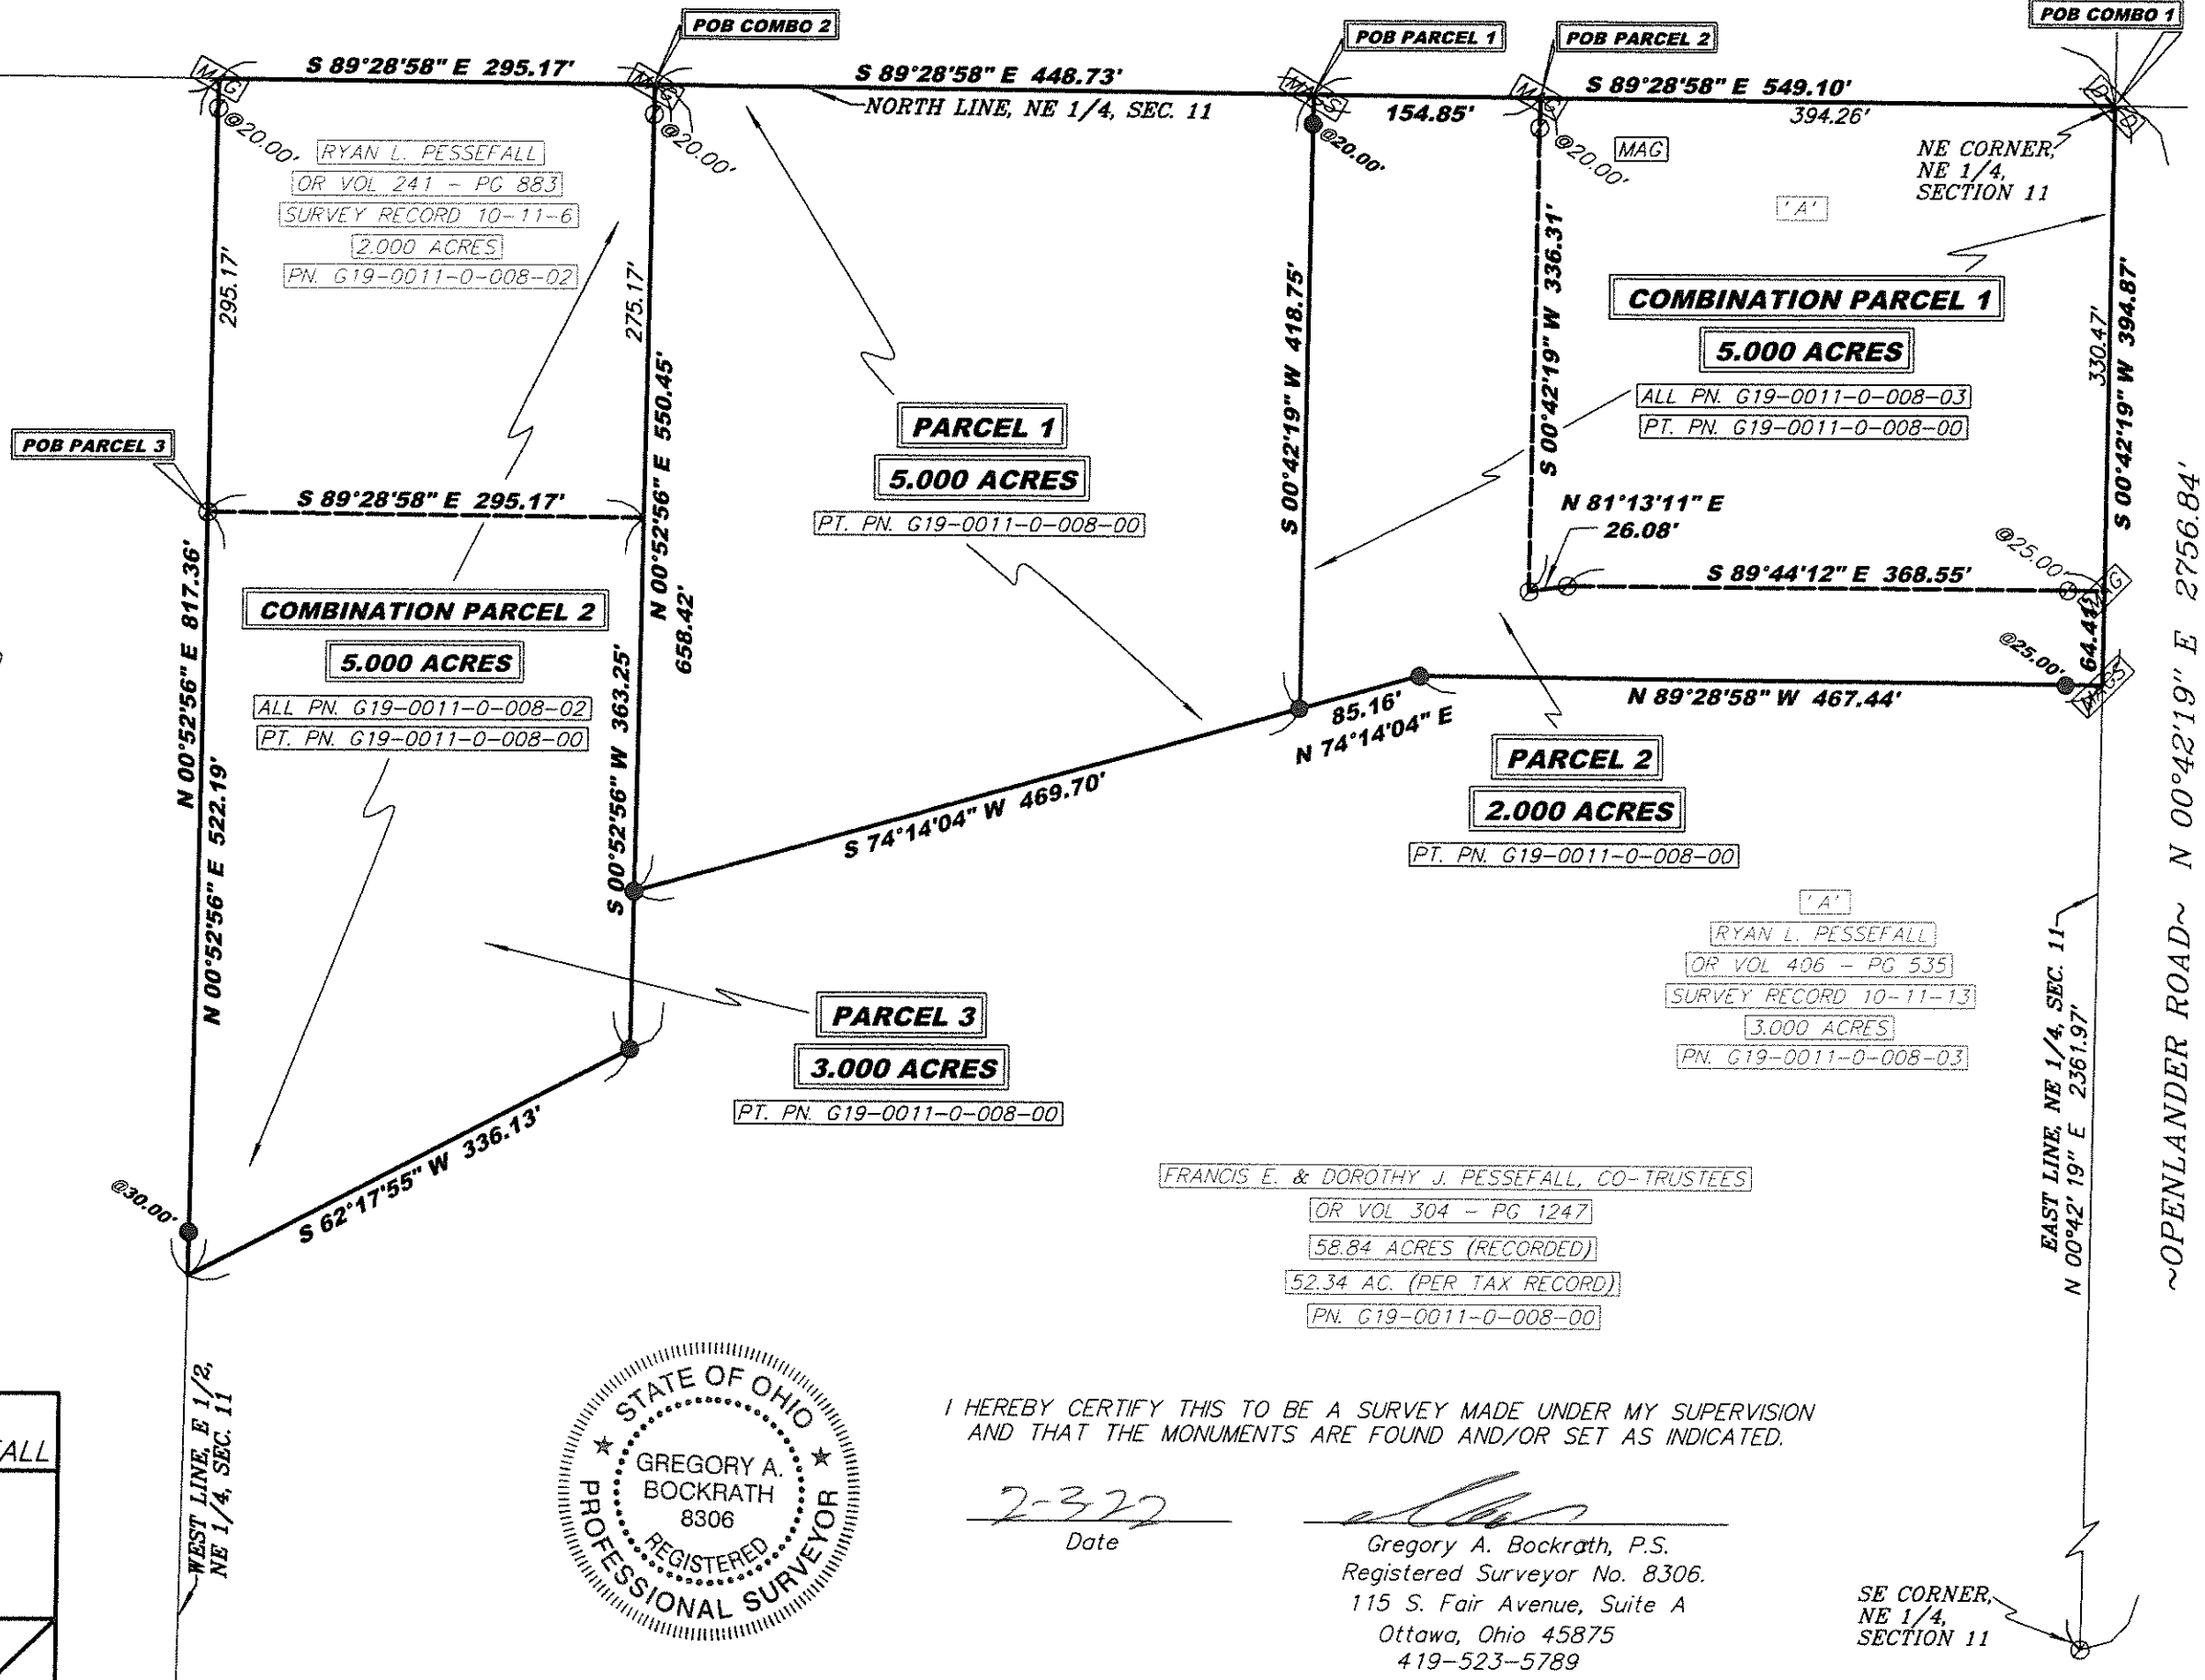 POB COMBO 2
POB COMBO 1
POB PARCEL 1
POB PARCEL 2
S 89°28'58" E 295.17'
S 89°28'58" E 448.73'
NORTH LINE, NE 1/4, SEC. 11
154.85'
S 89°28'58" E 549.10'
394.26'
MAG
MAG
MAGS
MAGS
@20.00'
@20.00'
@20.00'
@20.00'
MAG
NE CORNER,
NE 1/4,
SECTION 11
'A'
RYAN L. PESSEFALL
OR VOL 241 - PG 883
SURVEY RECORD 10-11-6
2.000 ACRES
PN. G19-0011-0-008-02
295.17'
275.17'
N 00°52'56" E 550.45'
658.42'
S 00°42'19" W 418.75'
S 00°42'19" W 336.31'
COMBINATION PARCEL 1
5.000 ACRES
ALL PN. G19-0011-0-008-03
PT. PN. G19-0011-0-008-00
330.47'
S 00°42'19" W 394.87'
POB PARCEL 3
S 89°28'58" E 295.17'
PARCEL 1
5.000 ACRES
PT. PN. G19-0011-0-008-00
N 81°13'11" E
26.08'
S 89°44'12" E 368.55'
@25.00'
MAG
64.41'
@25.00'
MAGS
N 00°52'56" E 817.36'
N 00°52'56" E 522.19'
COMBINATION PARCEL 2
5.000 ACRES
ALL PN. G19-0011-0-008-02
PT. PN. G19-0011-0-008-00
S 00°52'56" W 363.25'
S 74°14'04" W 469.70'
85.16'
N 74°14'04" E
N 89°28'58" W 467.44'
PARCEL 2
2.000 ACRES
PT. PN. G19-0011-0-008-00
'A'
RYAN L. PESSEFALL
OR VOL 406 - PG 535
SURVEY RECORD 10-11-13
3.000 ACRES
PN. G19-0011-0-008-03
PARCEL 3
3.000 ACRES
PT. PN. G19-0011-0-008-00
@30.00'
S 62°17'55" W 336.13'
EAST LINE, NE 1/4, SEC. 11
N 00°42'19" E 2361.97'
~OPENLANDER ROAD~ N 00°42'19" E 2756.84'
FRANCIS E. & DOROTHY J. PESSEFALL, CO-TRUSTEES
OR VOL 304 - PG 1247
58.84 ACRES (RECORDED)
52.34 AC. (PER TAX RECORD)
PN. G19-0011-0-008-00
WEST LINE, E 1/2,
NE 1/4, SEC. 11
STATE OF OHIO
GREGORY A.
BOCKRATH
8306
REGISTERED
PROFESSIONAL SURVEYOR
I HEREBY CERTIFY THIS TO BE A SURVEY MADE UNDER MY SUPERVISION
AND THAT THE MONUMENTS ARE FOUND AND/OR SET AS INDICATED.
2-3-22
Date
Gregory A. Bockrath, P.S.
Registered Surveyor No. 8306.
115 S. Fair Avenue, Suite A
Ottawa, Ohio 45875
419-523-5789
SE CORNER,
NE 1/4,
SECTION 11